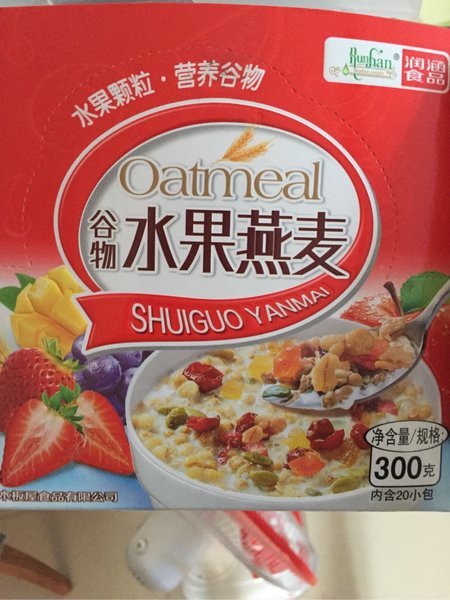 Runhan®
润涵
食品
水果颗粒·营养谷物
Oatmeal
谷物
水果燕麦
SHUIGUO YANMAI
净含量/规格:
300克
内含20小包
木板屋食品有限公司